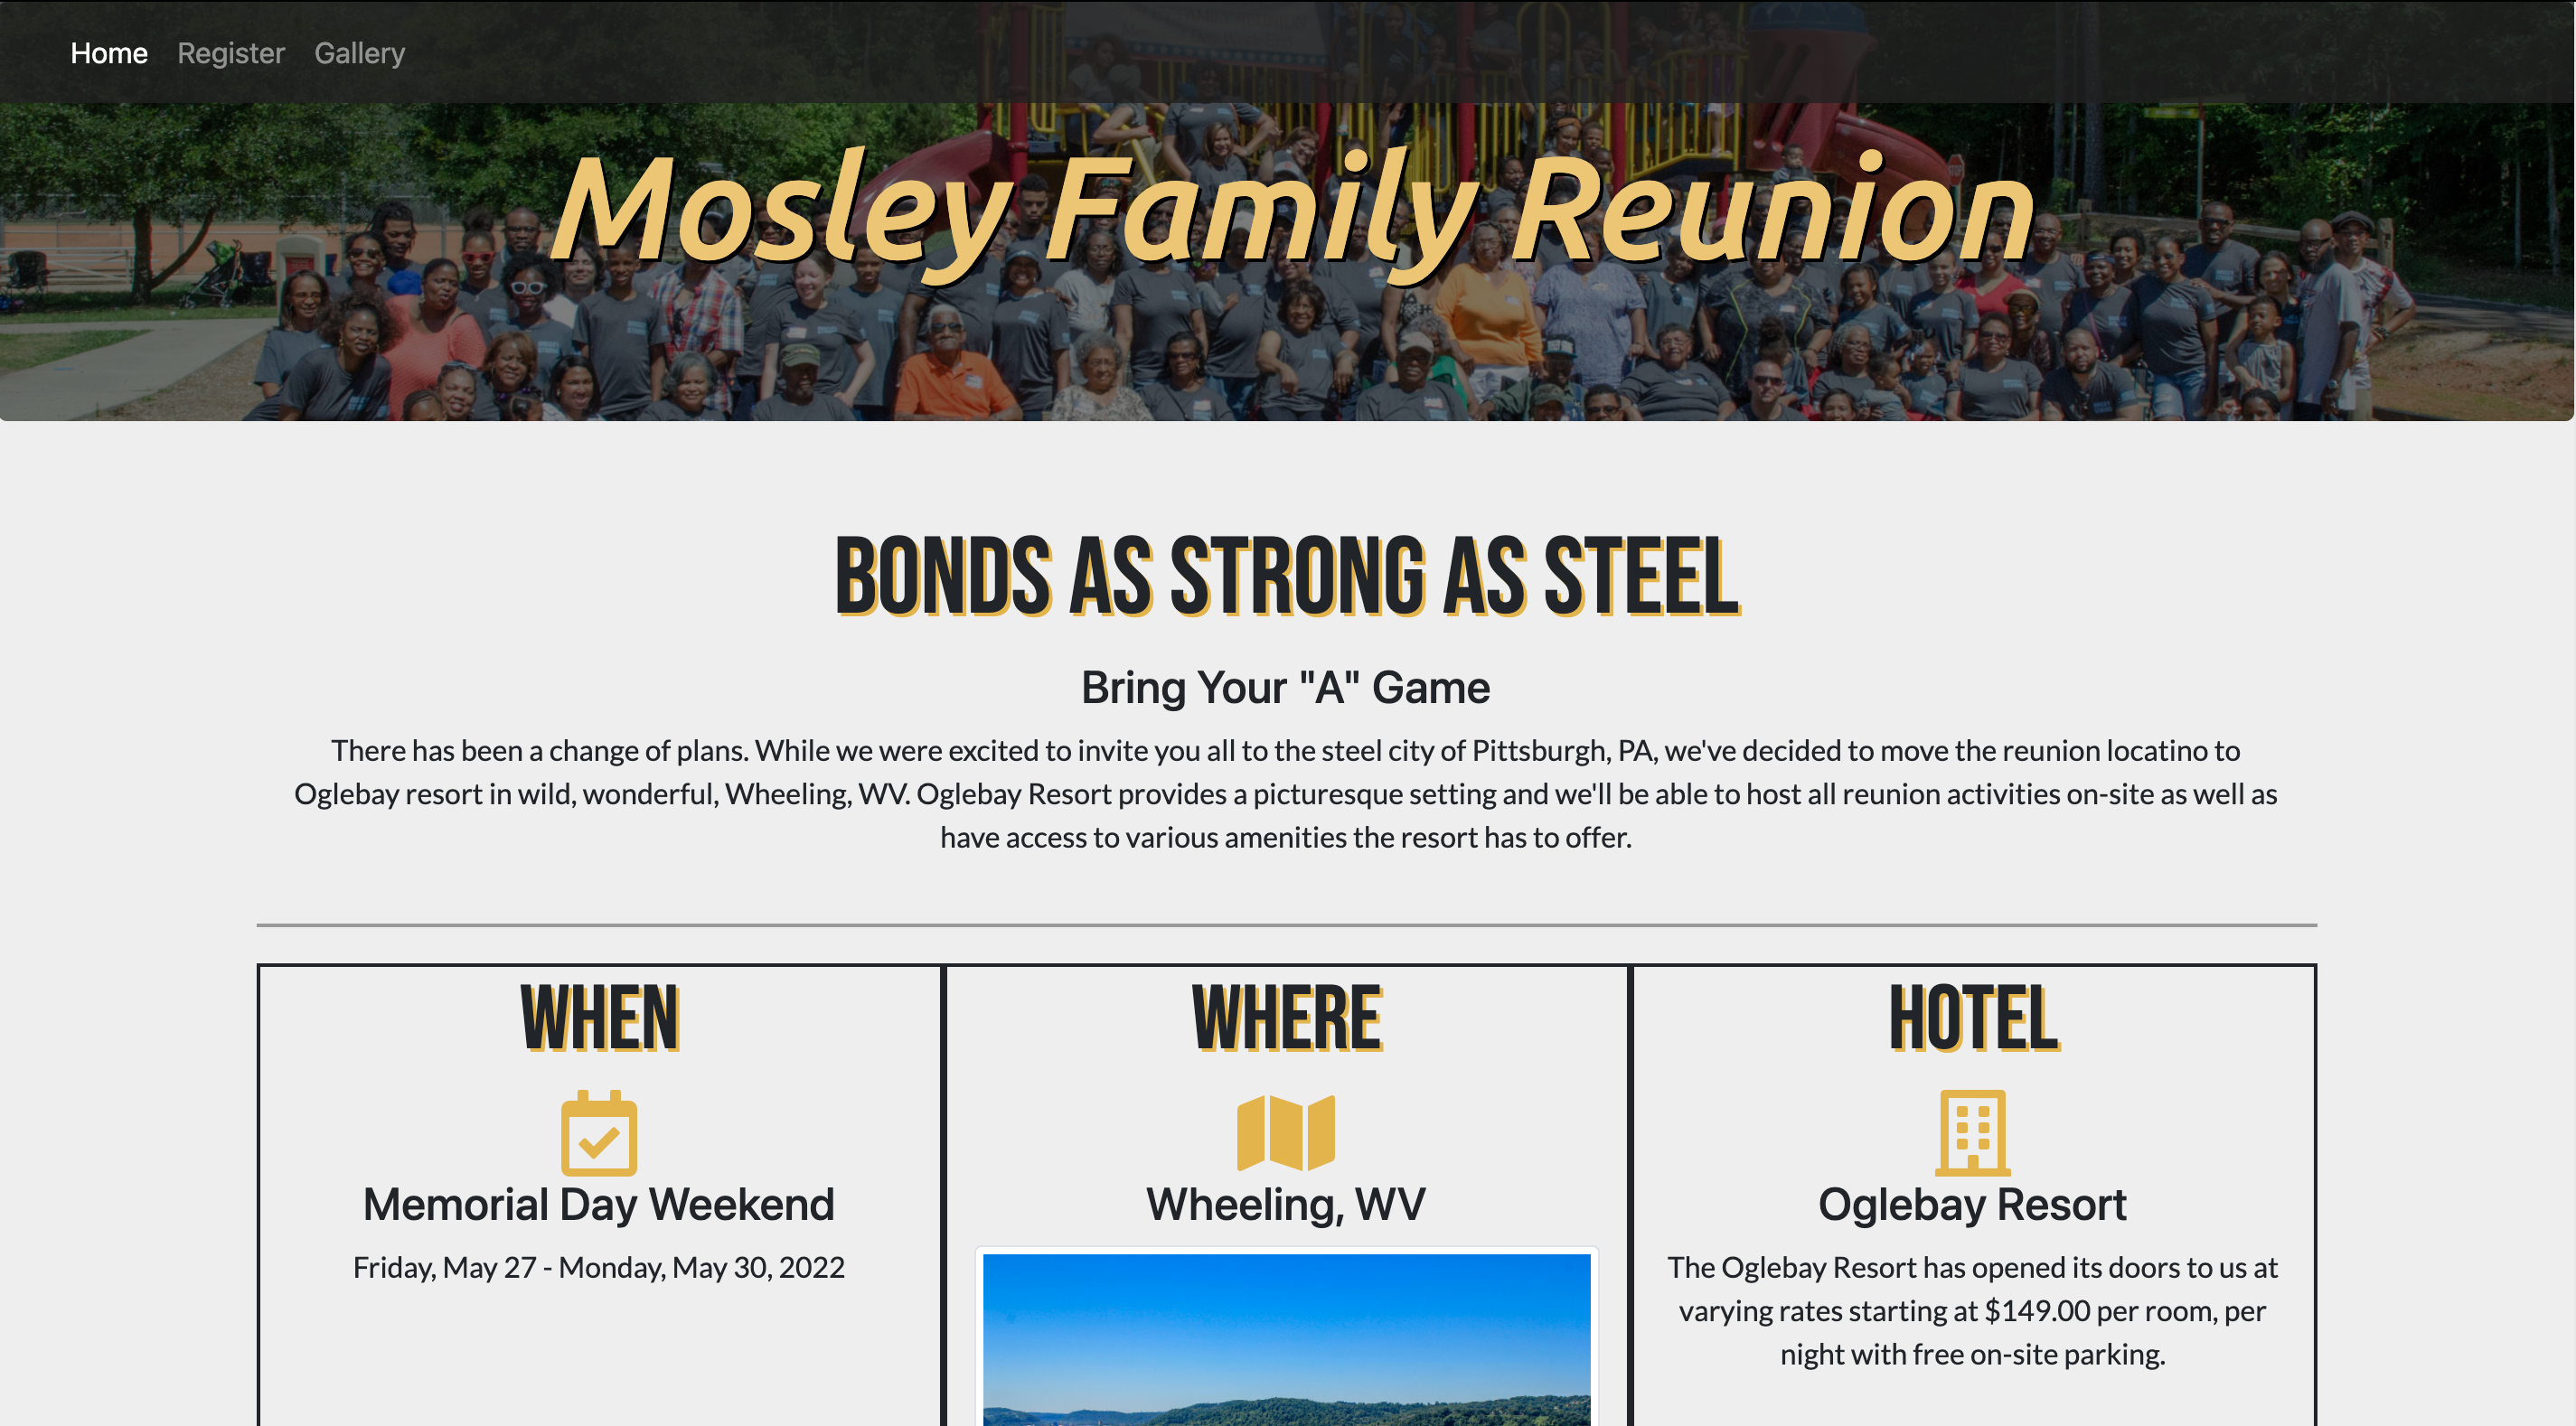 Home Register Gallery
Mosley Family Reunion
BONDS AS STRONG AS STEEL
Bring Your "A" Game
There has been a change of plans. While we were excited to invite you all to the steel city of Pittsburgh, PA, we've decided to move the reunion locatino to
Oglebay resort in wild, wonderful, Wheeling, WV. Oglebay Resort provides a picturesque setting and we'll be able to host all reunion activities on-site as well as
have access to various amenities the resort has to offer.
WHEN
Memorial Day Weekend
Friday, May 27 - Monday, May 30, 2022
WHERE
Wheeling, WV
HOTEL
Oglebay Resort
The Oglebay Resort has opened its doors to us at
varying rates starting at $149.00 per room, per
night with free on-site parking.